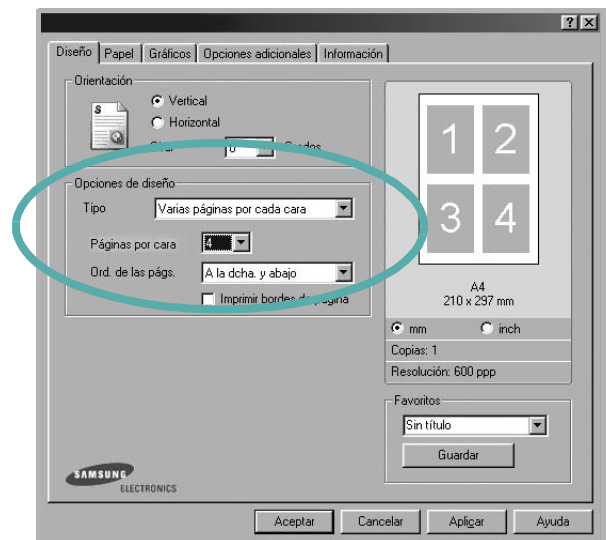 ? X
Diseño Papel Gráficos Opciones adicionales Información
Orientación
S
Vertical
Horizontal
0
Opciones de diseño
Tipo Varias páginas por cada cara
Páginas por cara 4
Ord. de las págs. A la dcha. y abajo
Imprimir bordes de página
1 2
3 4
A4
210 x 297 mm
mm inch
Copias: 1
Resolución: 600 ppp
Favoritos
Sin título
Guardar
SAMSUNG
ELECTRONICS
Aceptar Cancelar Aplicar Ayuda